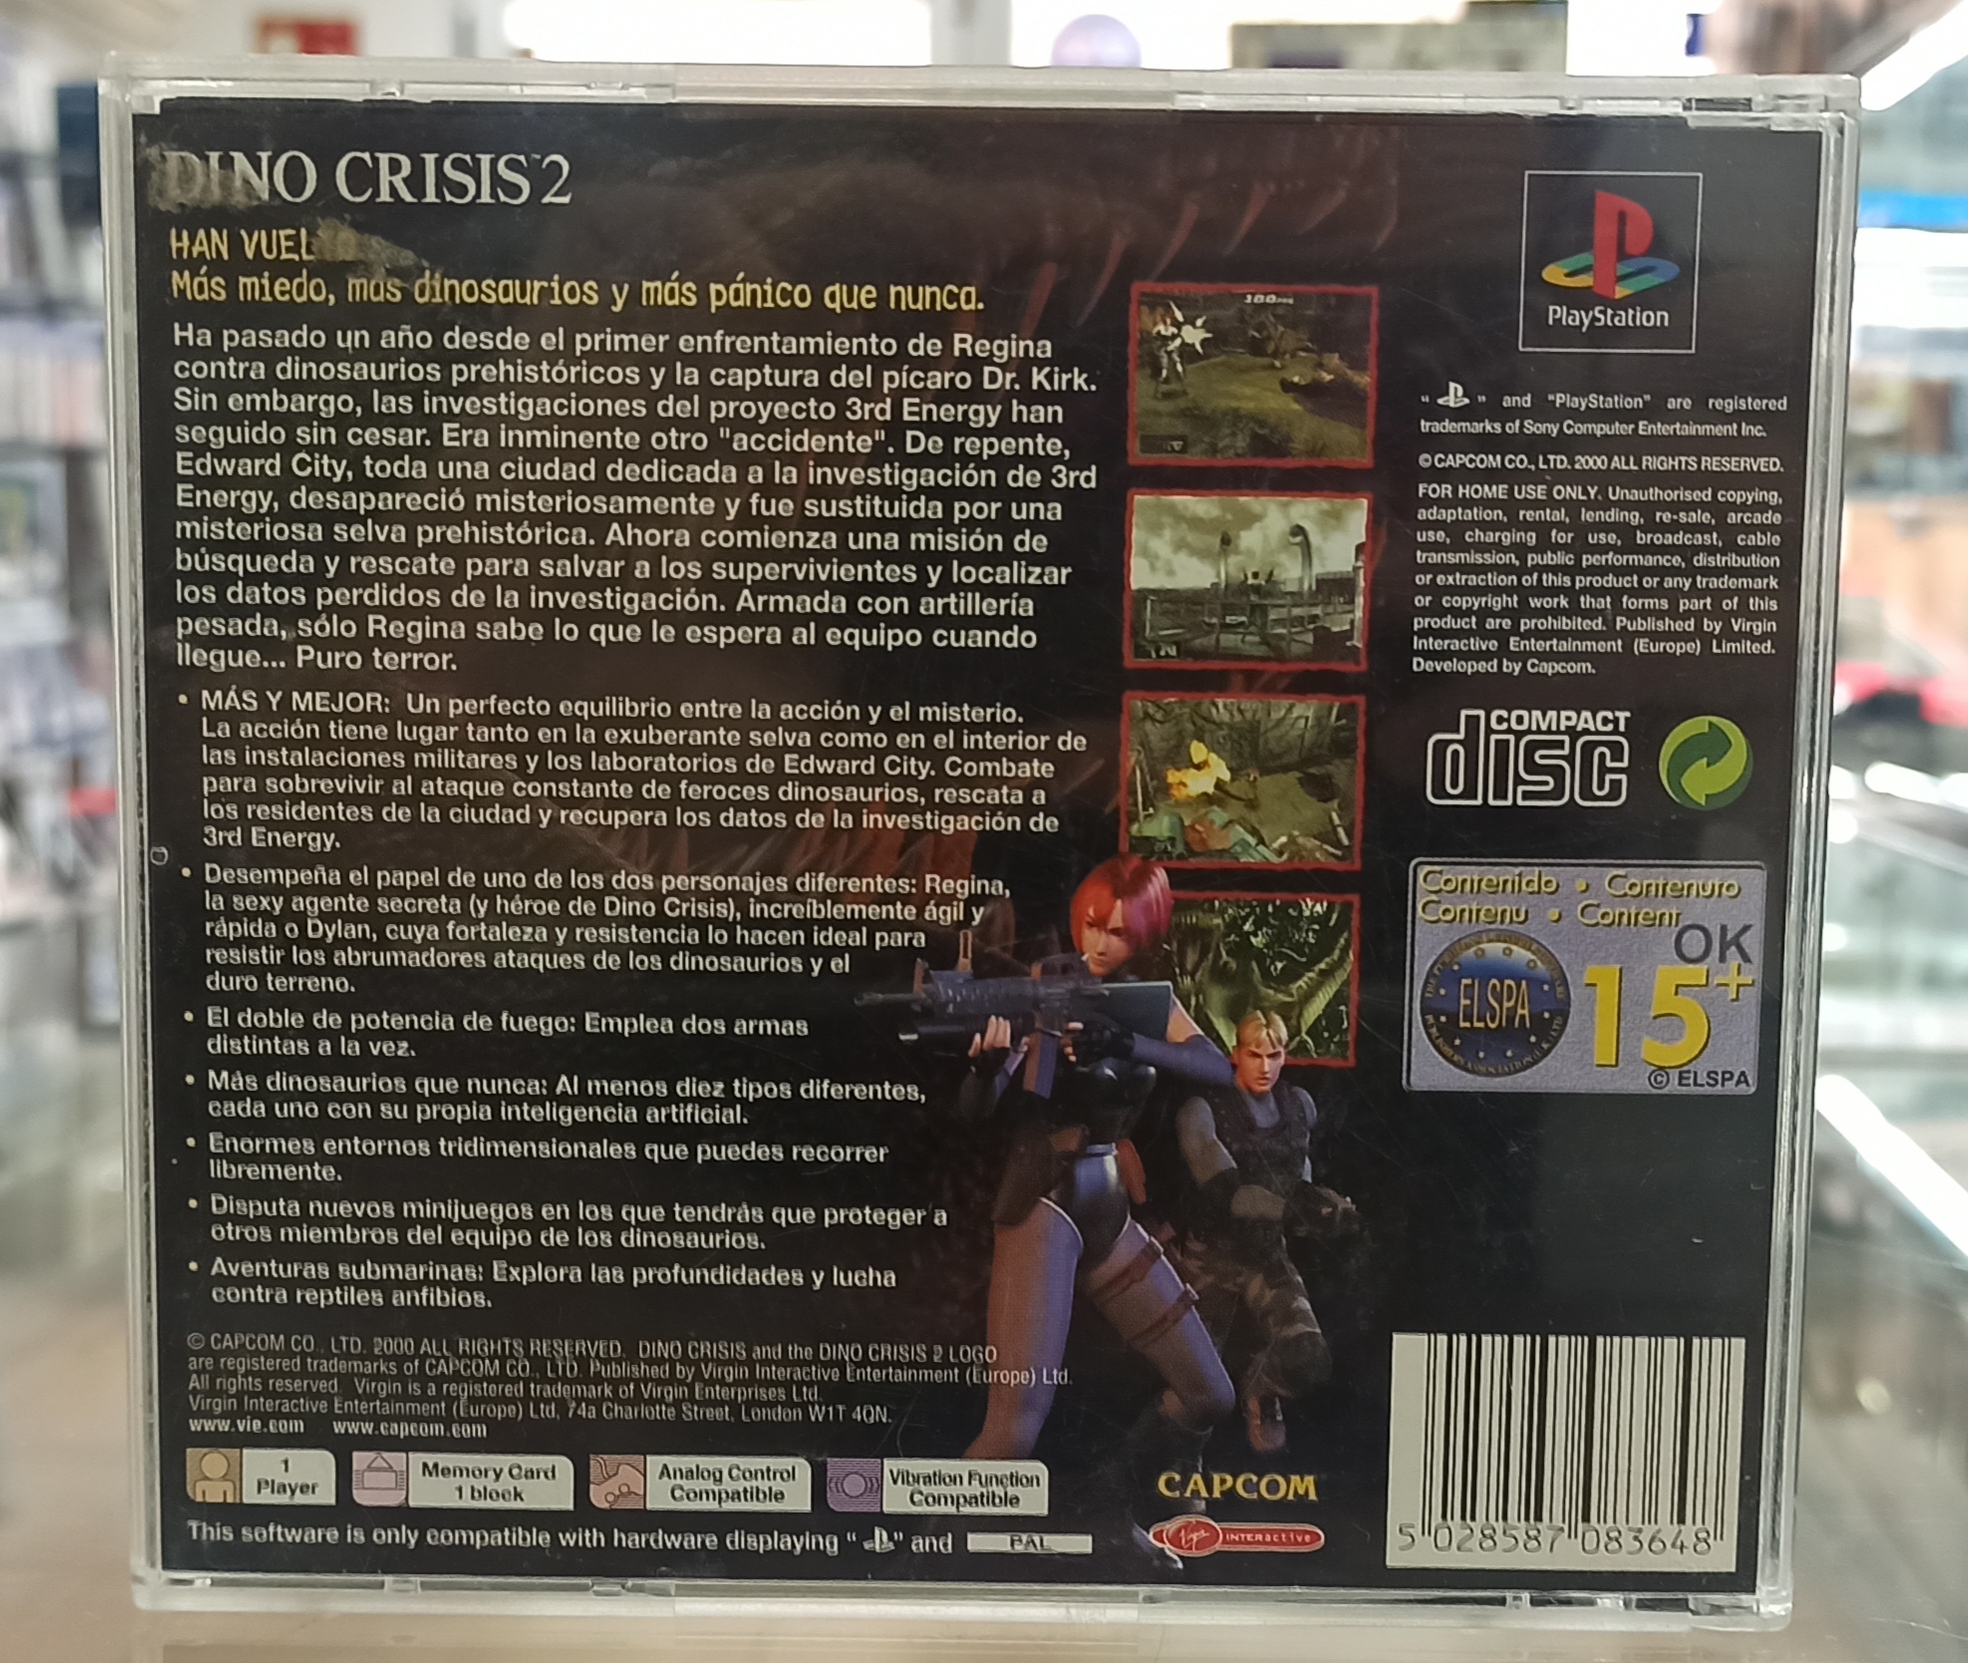 DINO CRISIS™2
HAN VUEL
Más miedo, más dinosaurios y más pánico que nunca.
Ha pasado un año desde el primer enfrentamiento de Regina
contra dinosaurios prehistóricos y la captura del pícaro Dr. Kirk.
Sin embargo, las investigaciones del proyecto 3rd Energy han
seguido sin cesar. Era inminente otro "accidente". De repente,
Edward City, toda una ciudad dedicada a la investigación de 3rd
Energy, desapareció misteriosamente y fue sustituida por una
misteriosa selva prehistórica. Ahora comienza una misión de
búsqueda y rescate para salvar a los supervivientes y localizar
los datos perdidos de la investigación. Armada con artillería
pesada, sólo Regina sabe lo que le espera al equipo cuando
llegue... Puro terror.
• MÁS Y MEJOR: Un perfecto equilibrio entre la acción y el misterio.
La acción tiene lugar tanto en la exuberante selva como en el interior de
las instalaciones militares y los laboratorios de Edward City. Combate
para sobrevivir al ataque constante de feroces dinosaurios, rescata a
los residentes de la ciudad y recupera los datos de la investigación de
3rd Energy.
• Desempeña el papel de uno de los dos personajes diferentes: Regina,
la sexy agente secreta (y héroe de Dino Crisis), increíblemente ágil y
rápida o Dylan, cuya fortaleza y resistencia lo hacen ideal para
resistir los abrumadores ataques de los dinosaurios y el
duro terreno.
• El doble de potencia de fuego: Emplea dos armas
distintas a la vez.
• Más dinosaurios que nunca: Al menos diez tipos diferentes,
cada uno con su propia inteligencia artificial.
• Enormes entornos tridimensionales que puedes recorrer
libremente.
• Disputa nuevos minijuegos en los que tendrás que proteger a
otros miembros del equipo de los dinosaurios.
• Aventuras submarinas: Explora las profundidades y lucha
contra reptiles anfibios.
© CAPCOM CO., LTD. 2000 ALL RIGHTS RESERVED. DINO CRISIS and the DINO CRISIS 2 LOGO
are registered trademarks of CAPCOM CO., LTD. Published by Virgin Interactive Entertainment (Europe) Ltd.
All rights reserved. Virgin is a registered trademark of Virgin Enterprises Ltd.
Virgin Interactive Entertainment (Europe) Ltd, 74a Charlotte Street, London W1T 4QN.
www.vie.com www.capcom.com
1
Player
Memory Card
1 block
Analog Control
Compatible
Vibration Function
Compatible
This software is only compatible with hardware displaying " " and PAL
CAPCOM
Virgin INTERactive
PlayStation
" " and "PlayStation" are registered
trademarks of Sony Computer Entertainment Inc.
© CAPCOM CO., LTD. 2000 ALL RIGHTS RESERVED.
FOR HOME USE ONLY. Unauthorised copying,
adaptation, rental, lending, re-sale, arcade
use, charging for use, broadcast, cable
transmission, public performance, distribution
or extraction of this product or any trademark
or copyright work that forms part of this
product are prohibited. Published by Virgin
Interactive Entertainment (Europe) Limited.
Developed by Capcom.
COMPACT
disc
Contenido • Contenuto
Contenu • Content
OK
ELSPA
15+
© ELSPA
5 028587 083648